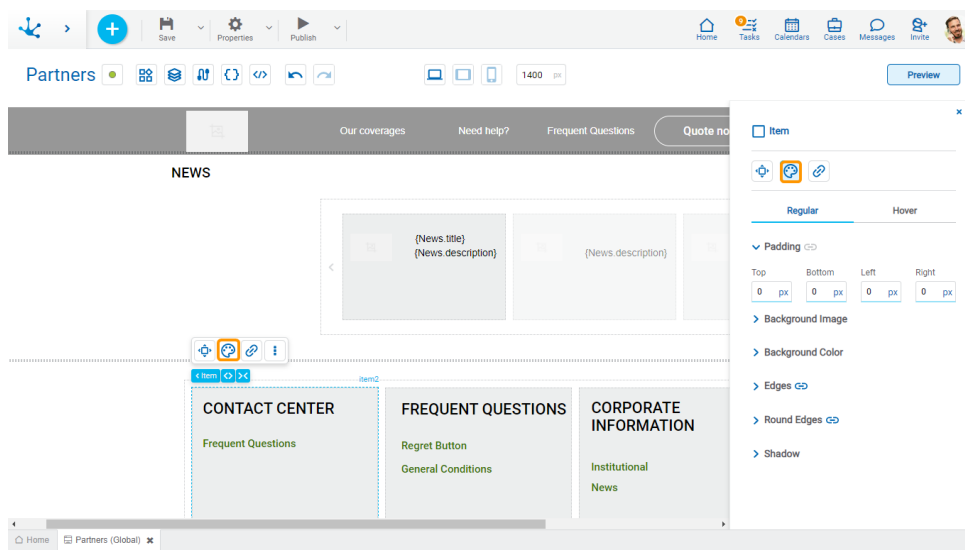 Save
Properties
Publish
Home
9
Tasks
Calendars
Cases
Messages
Invite
Partners
1400 px
Preview
Our coverages
Need help?
Frequent Questions
Quote no
NEWS
{News.title}
{News.description}
{News.description}
Item
Regular
Hover
Padding
Top
Bottom
Left
Right
0 px
0 px
0 px
0 px
Background Image
Background Color
Edges
Round Edges
Shadow
< Item
item2
CONTACT CENTER
Frequent Questions
FREQUENT QUESTIONS
Regret Button
General Conditions
CORPORATE
INFORMATION
Institutional
News
Home
Partners (Global)